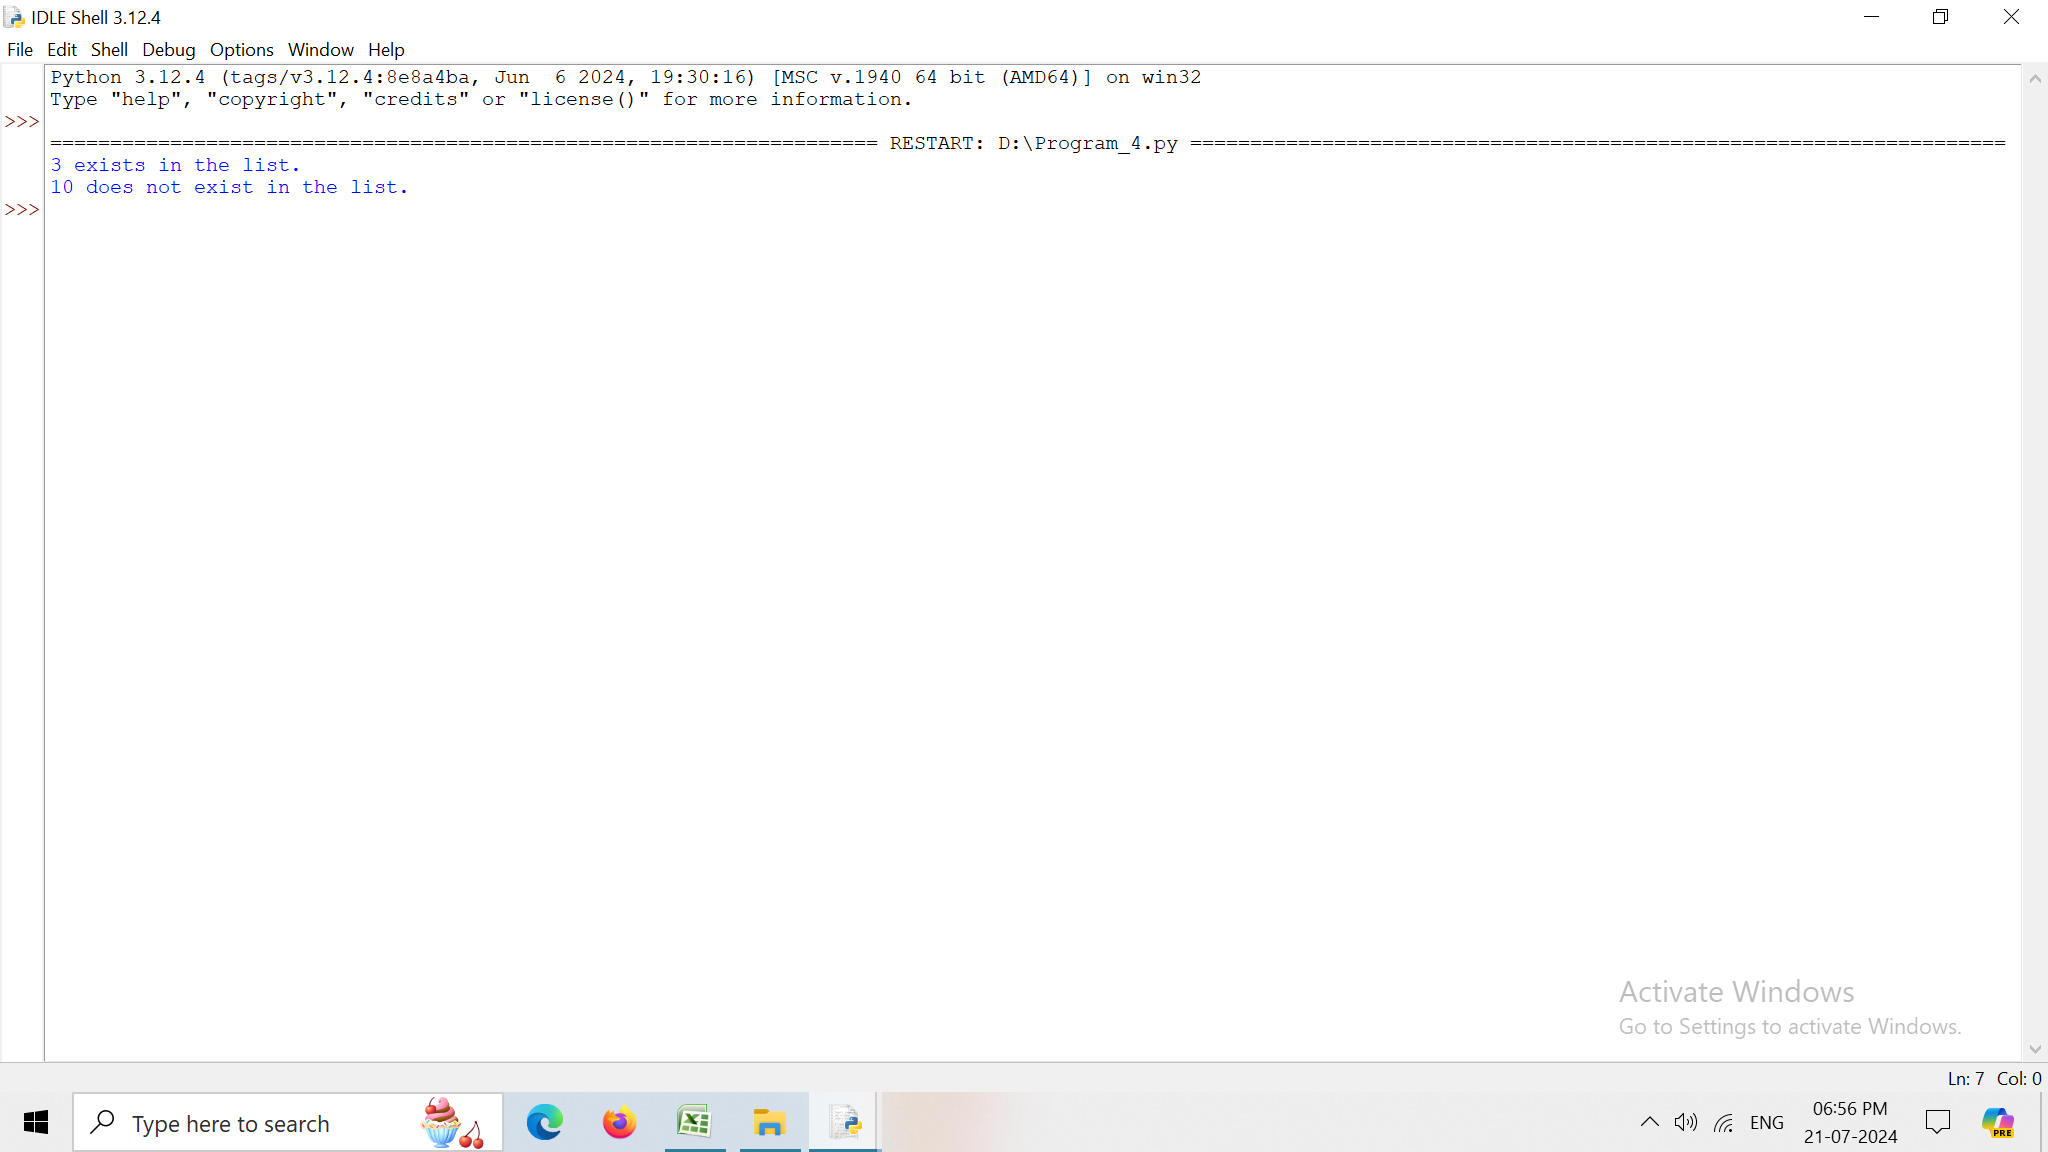 IDLE Shell 3.12.4
File Edit Shell Debug Options Window Help
Python 3.12.4 (tags/v3.12.4:8e8a4ba, Jun  6 2024, 19:30:16) [MSC v.1940 64 bit (AMD64)] on win32
Type "help", "copyright", "credits" or "license()" for more information.
>>>
===================================================================== RESTART: D:\Program_4.py ====================================================================
3 exists in the list.
10 does not exist in the list.
>>>
Activate Windows
Go to Settings to activate Windows.
Ln: 7 Col: 0
Type here to search
ENG
06:56 PM
21-07-2024
PRE